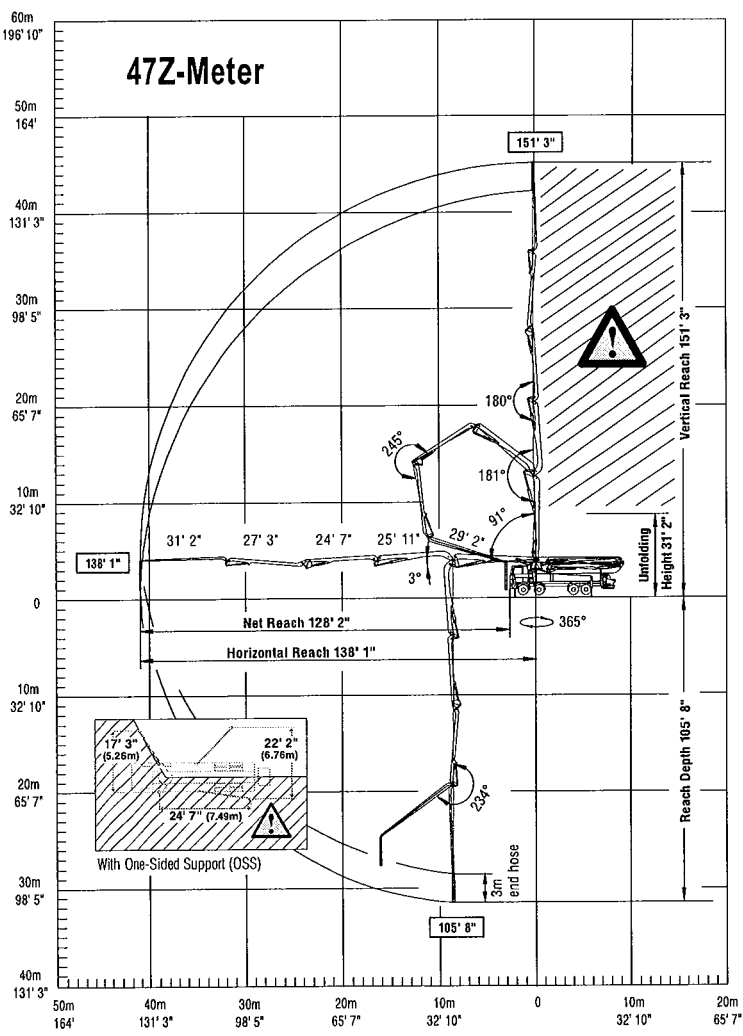 60m
196' 10"
47Z-Meter
50m
164'
151' 3"
40m
131' 3"
30m
98' 5"
Vertical Reach 151' 3"
20m
65' 7"
180°
245°
181°
10m
32' 10"
91°
31' 2" 27' 3" 24' 7" 25' 11" 29' 2"
Unfolding
Height 31' 2"
138' 1"
3°
0
Net Reach 128' 2"
365°
Horizontal Reach 138' 1"
10m
32' 10"
Reach Depth 105' 8"
17' 3"
(5.26m)
22' 2"
(6.76m)
20m
65' 7"
234°
24' 7" (7.49m)
With One-Sided Support (OSS)
3m
end hose
30m
98' 5"
105' 8"
40m
131' 3"
50m 40m 30m 20m 10m 0 10m 20m
164' 131' 3" 98' 5" 65' 7" 32' 10" 32' 10" 65' 7"